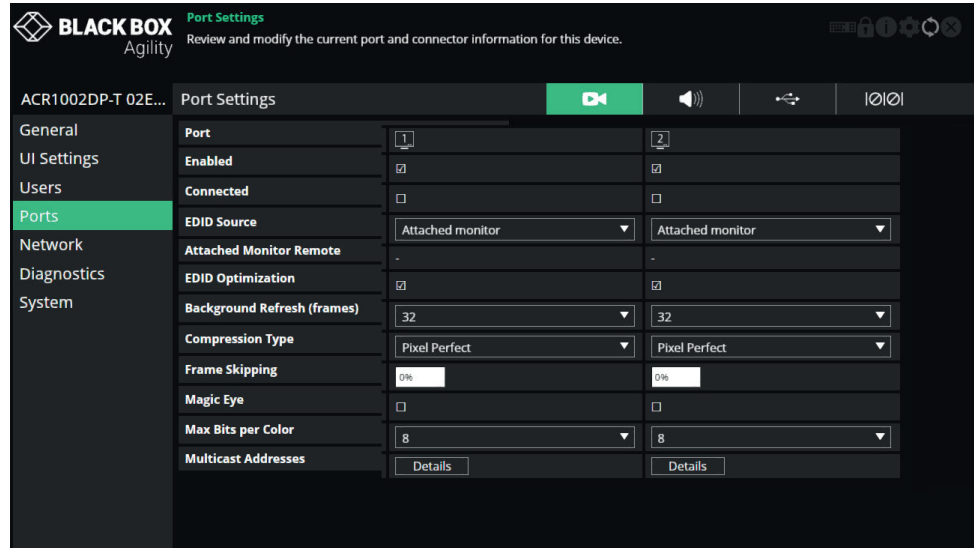 BLACK BOX
Agility
Port Settings
Review and modify the current port and connector information for this device.
ACR1002DP-T 02E...
Port Settings
General
UI Settings
Users
Ports
Network
Diagnostics
System
Port 1 2
Enabled
Connected
EDID Source Attached monitor Attached monitor
Attached Monitor Remote - -
EDID Optimization
Background Refresh (frames) 32 32
Compression Type Pixel Perfect Pixel Perfect
Frame Skipping 0% 0%
Magic Eye
Max Bits per Color 8 8
Multicast Addresses Details Details